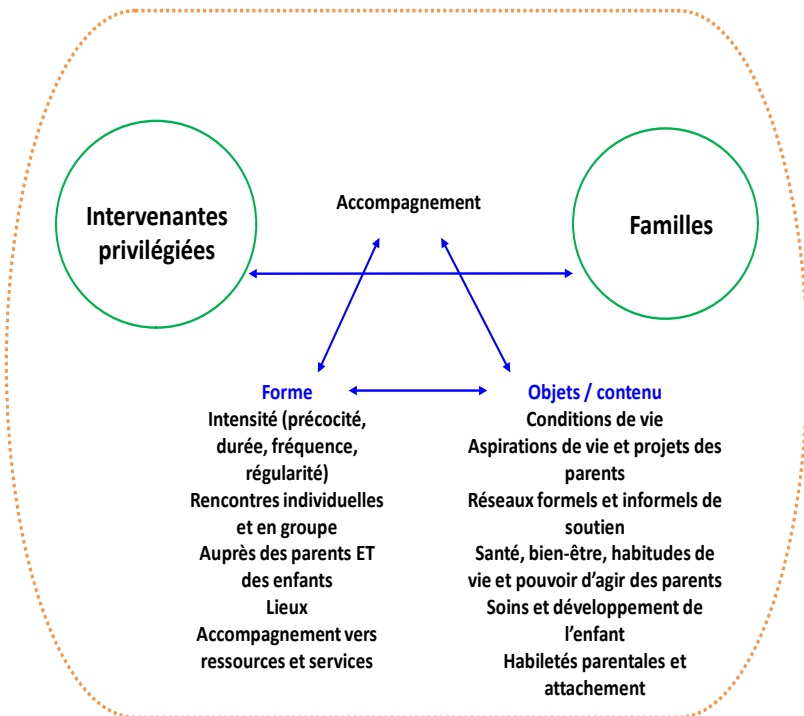 Intervenantes
privilégiées
Accompagnement
Familles
Forme
Intensité (précocité,
durée, fréquence,
régularité)
Rencontres individuelles
et en groupe
Auprès des parents ET
des enfants
Lieux
Accompagnement vers
ressources et services
Objets / contenu
Conditions de vie
Aspirations de vie et projets des
parents
Réseaux formels et informels de
soutien
Santé, bien-être, habitudes de
vie et pouvoir d’agir des parents
Soins et développement de
l’enfant
Habiletés parentales et
attachement